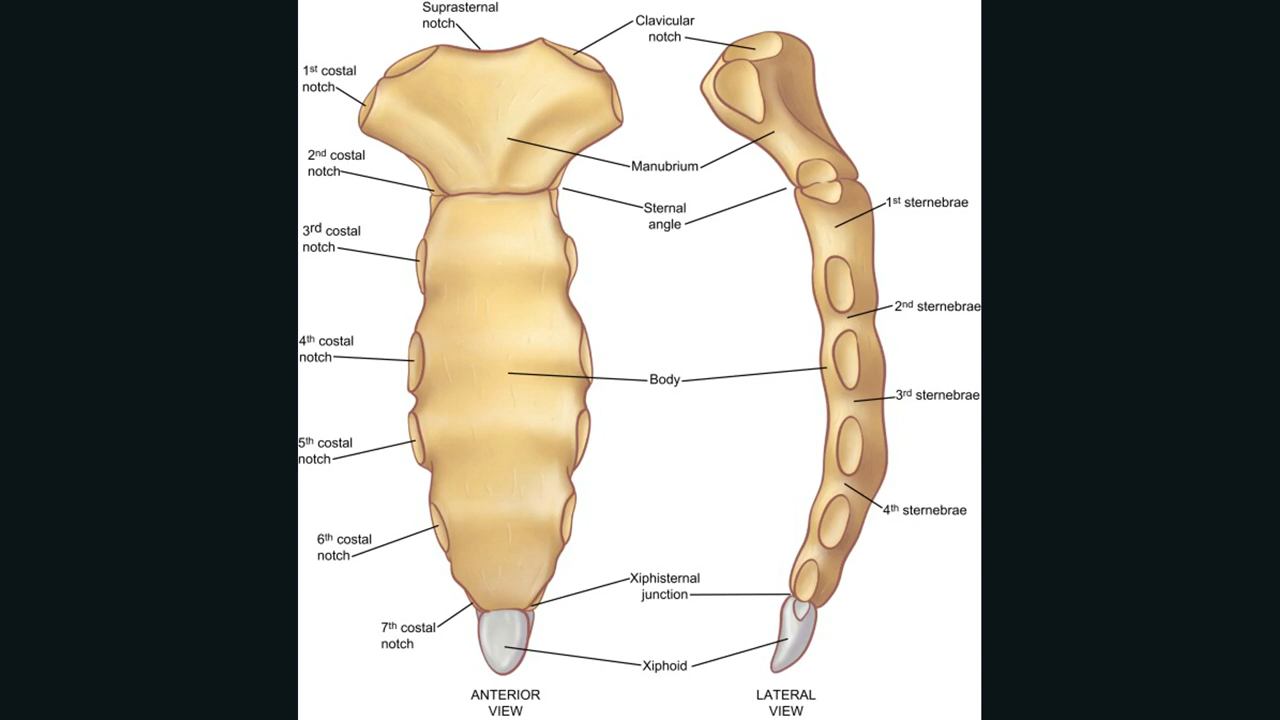 Suprasternal
notch
Clavicular
notch
1st costal
notch
2nd costal
notch
Manubrium
Sternal
angle
1st sternebrae
3rd costal
notch
2nd sternebrae
4th costal
notch
Body
3rd sternebrae
5th costal
notch
4th sternebrae
6th costal
notch
Xiphisternal
junction
7th costal
notch
Xiphoid
ANTERIOR
VIEW
LATERAL
VIEW